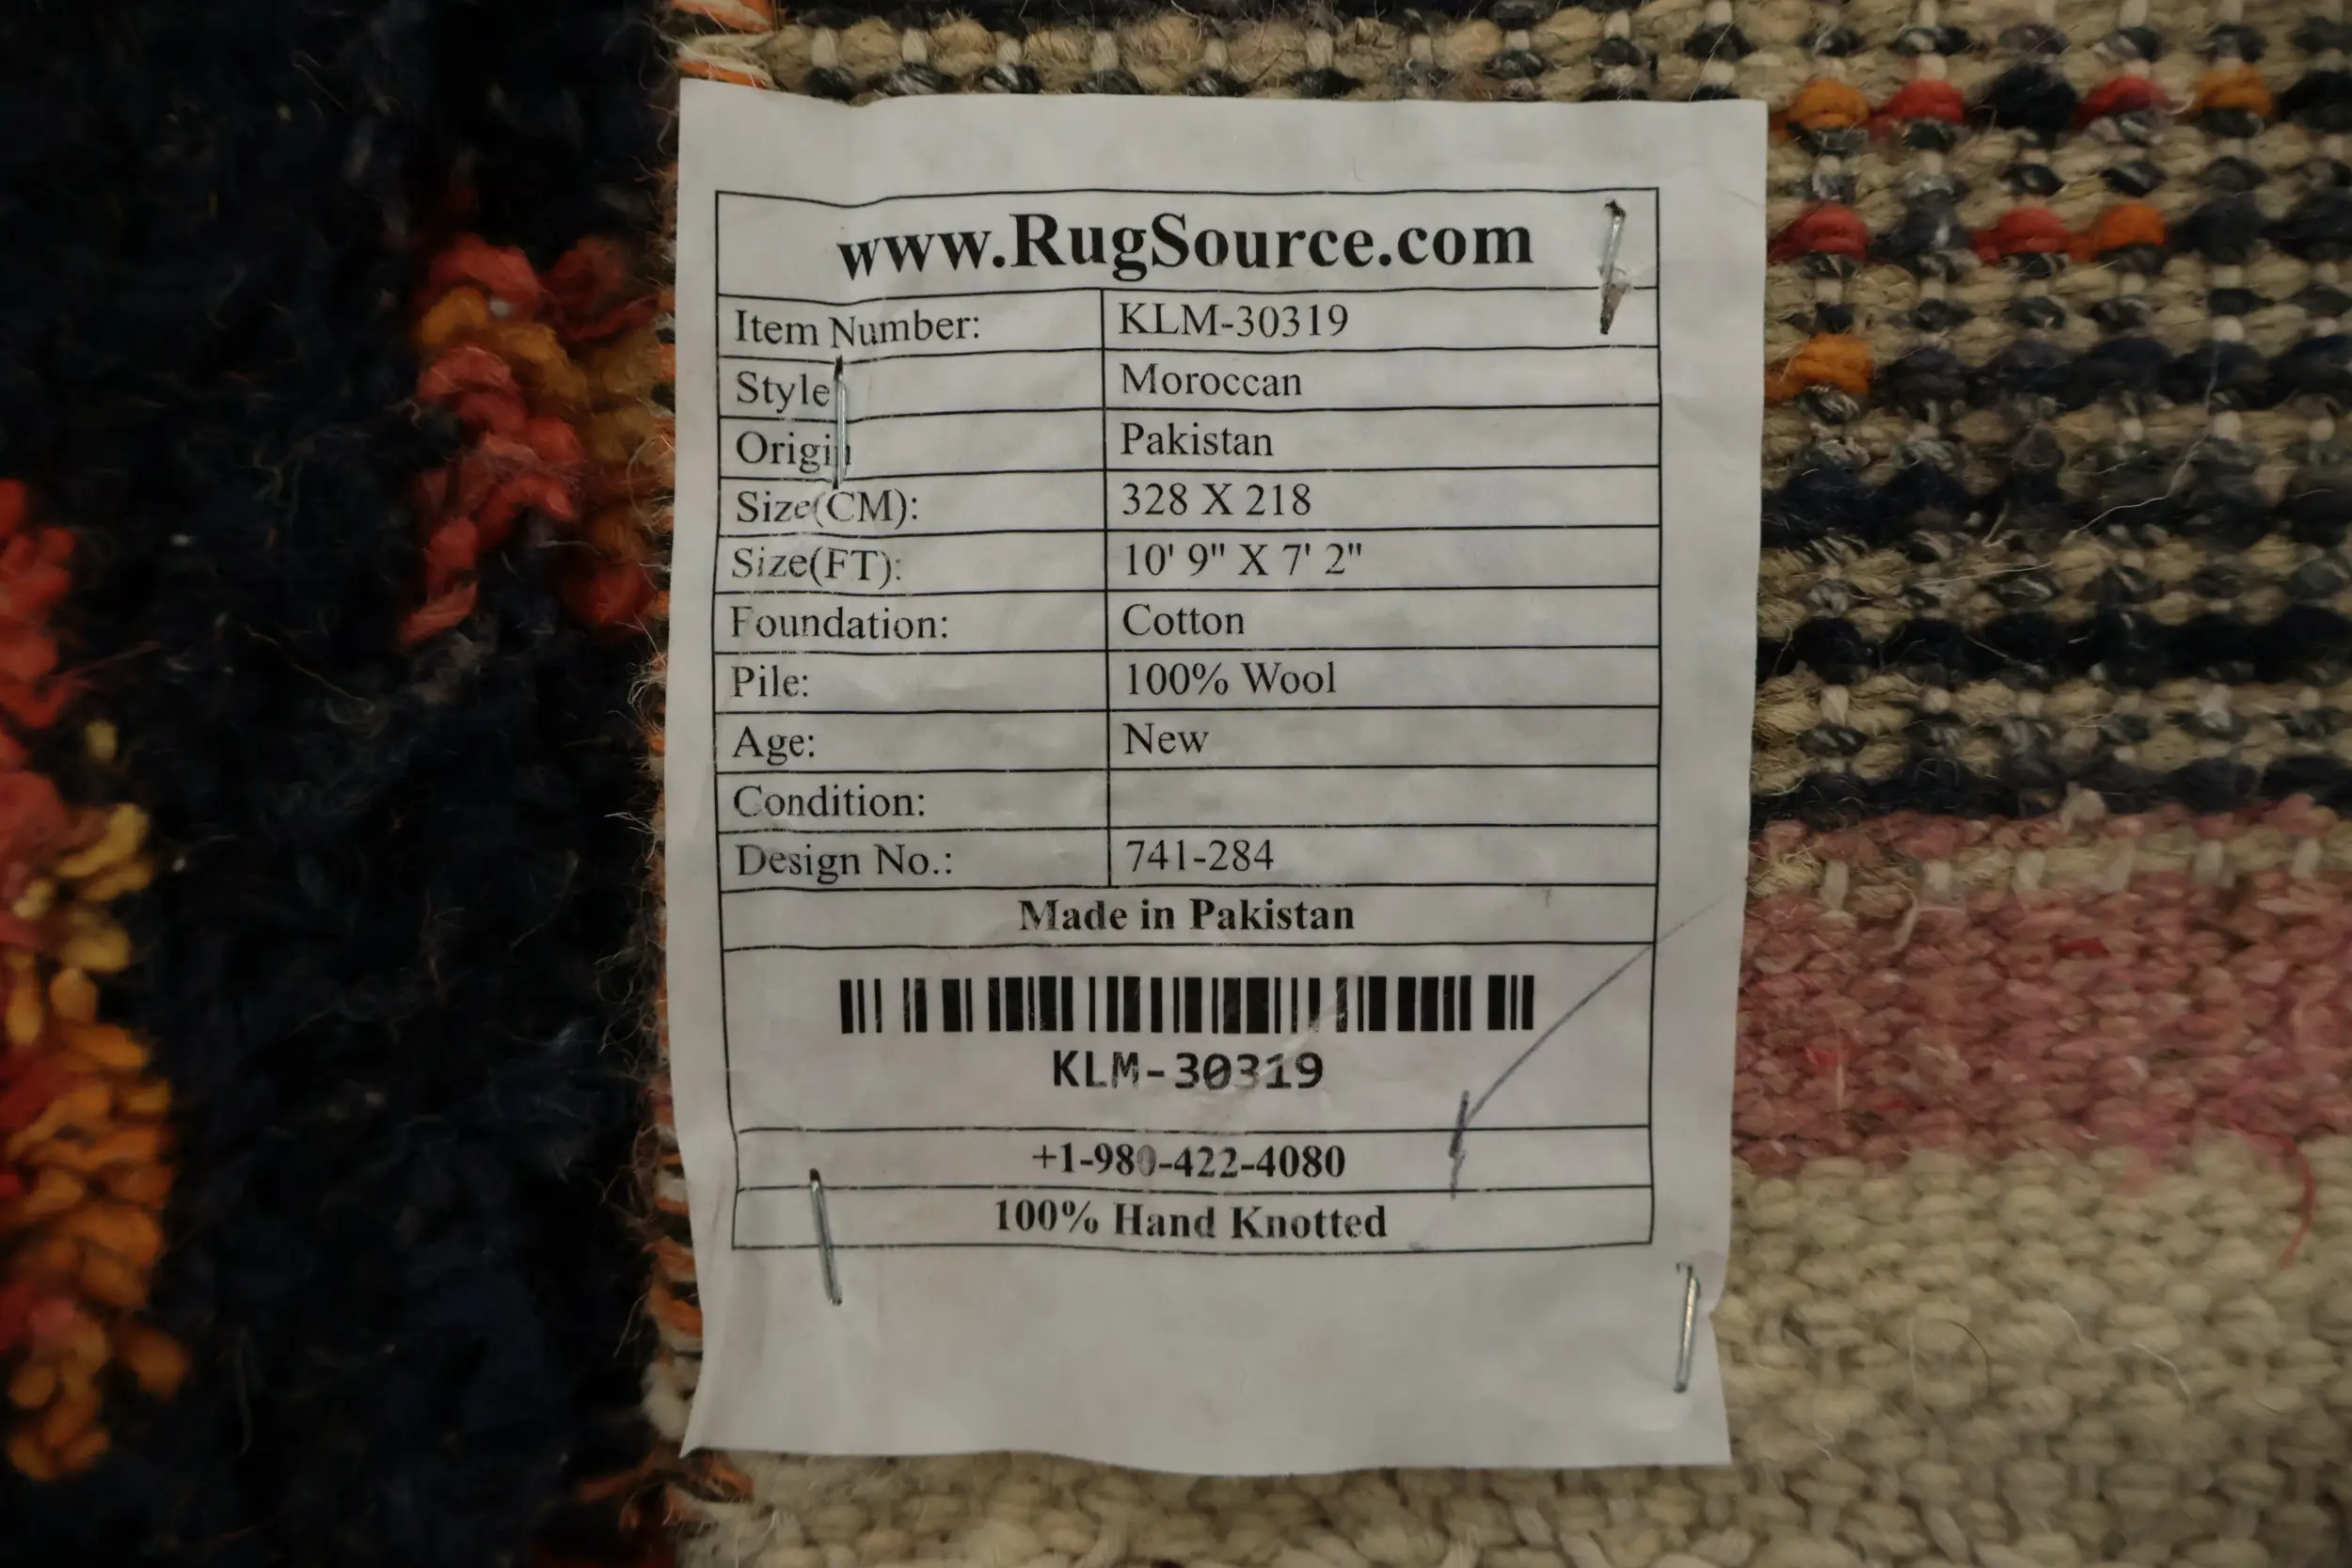 www.RugSource.com
Item Number: KLM-30319
Style Moroccan
Origin Pakistan
Size(CM): 328 X 218
Size(FT): 10' 9" X 7' 2"
Foundation: Cotton
Pile: 100% Wool
Age: New
Condition:
Design No.: 741-284
Made in Pakistan
KLM-30319
+1-980-422-4080
100% Hand Knotted